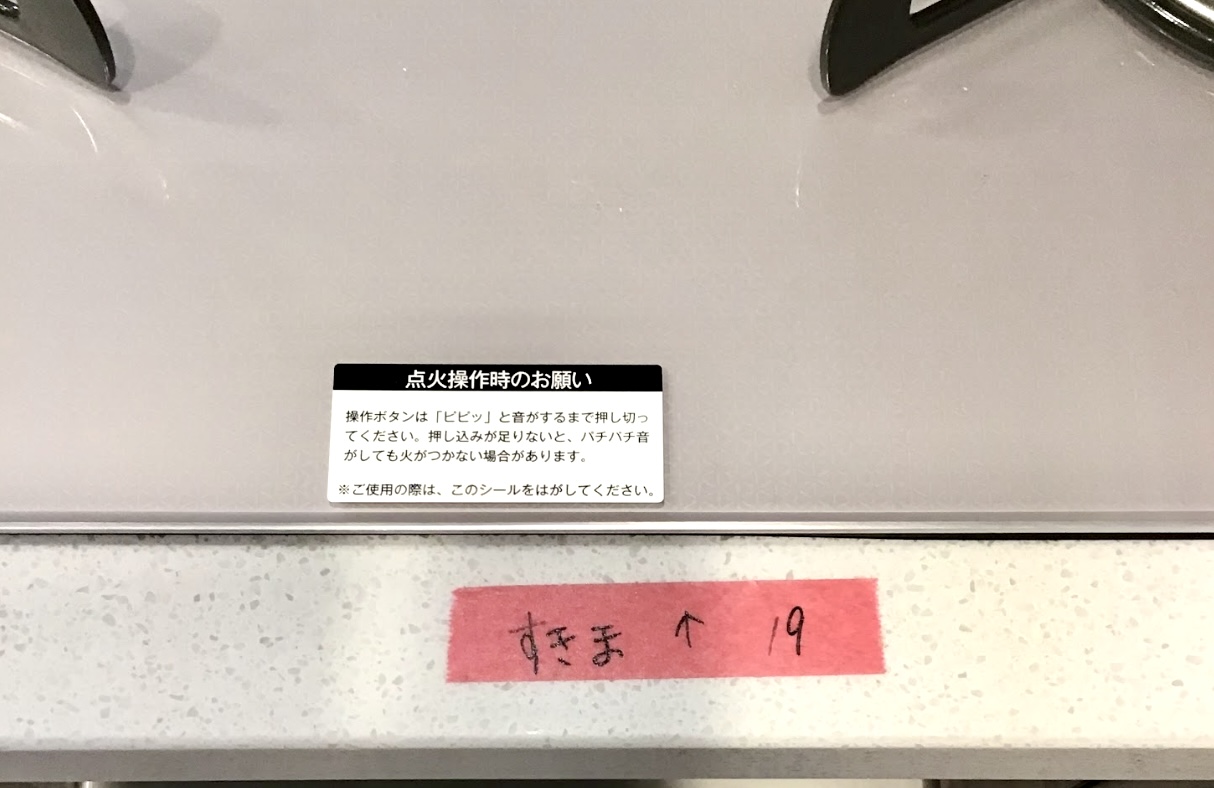 点火操作時のお願い
操作ボタンは「ピピッ」と音がするまで押し切っ
てください。押し込みが足りないと、パチパチ音
がしても火がつかない場合があります。
※ご使用の際は、このシールをはがしてください。
すきま ↑ 19